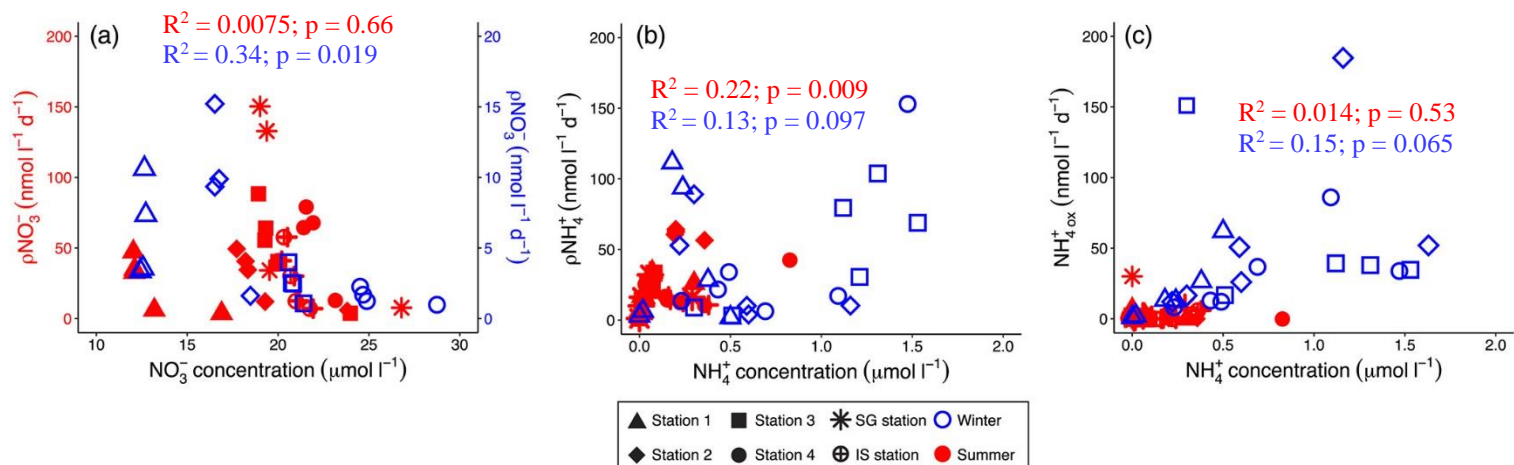 (a)
R² = 0.0075; p = 0.66
R² = 0.34; p = 0.019
ρNO₃⁻ (nmol l⁻¹ d⁻¹)
200
150
100
50
0
20
15
10
5
0
ρNO₃⁻ (nmol l⁻¹ d⁻¹)
10 15 20 25 30
NO₃⁻ concentration (μmol l⁻¹)
(b)
R² = 0.22; p = 0.009
R² = 0.13; p = 0.097
ρNH₄⁺ (nmol l⁻¹ d⁻¹)
200
150
100
50
0
0.0 0.5 1.0 1.5 2.0
NH₄⁺ concentration (μmol l⁻¹)
(c)
R² = 0.014; p = 0.53
R² = 0.15; p = 0.065
NH₄⁺ ox (nmol l⁻¹ d⁻¹)
200
150
100
50
0
0.0 0.5 1.0 1.5 2.0
NH₄⁺ concentration (μmol l⁻¹)
Station 1 Station 3 SG station Winter
Station 2 Station 4 IS station Summer